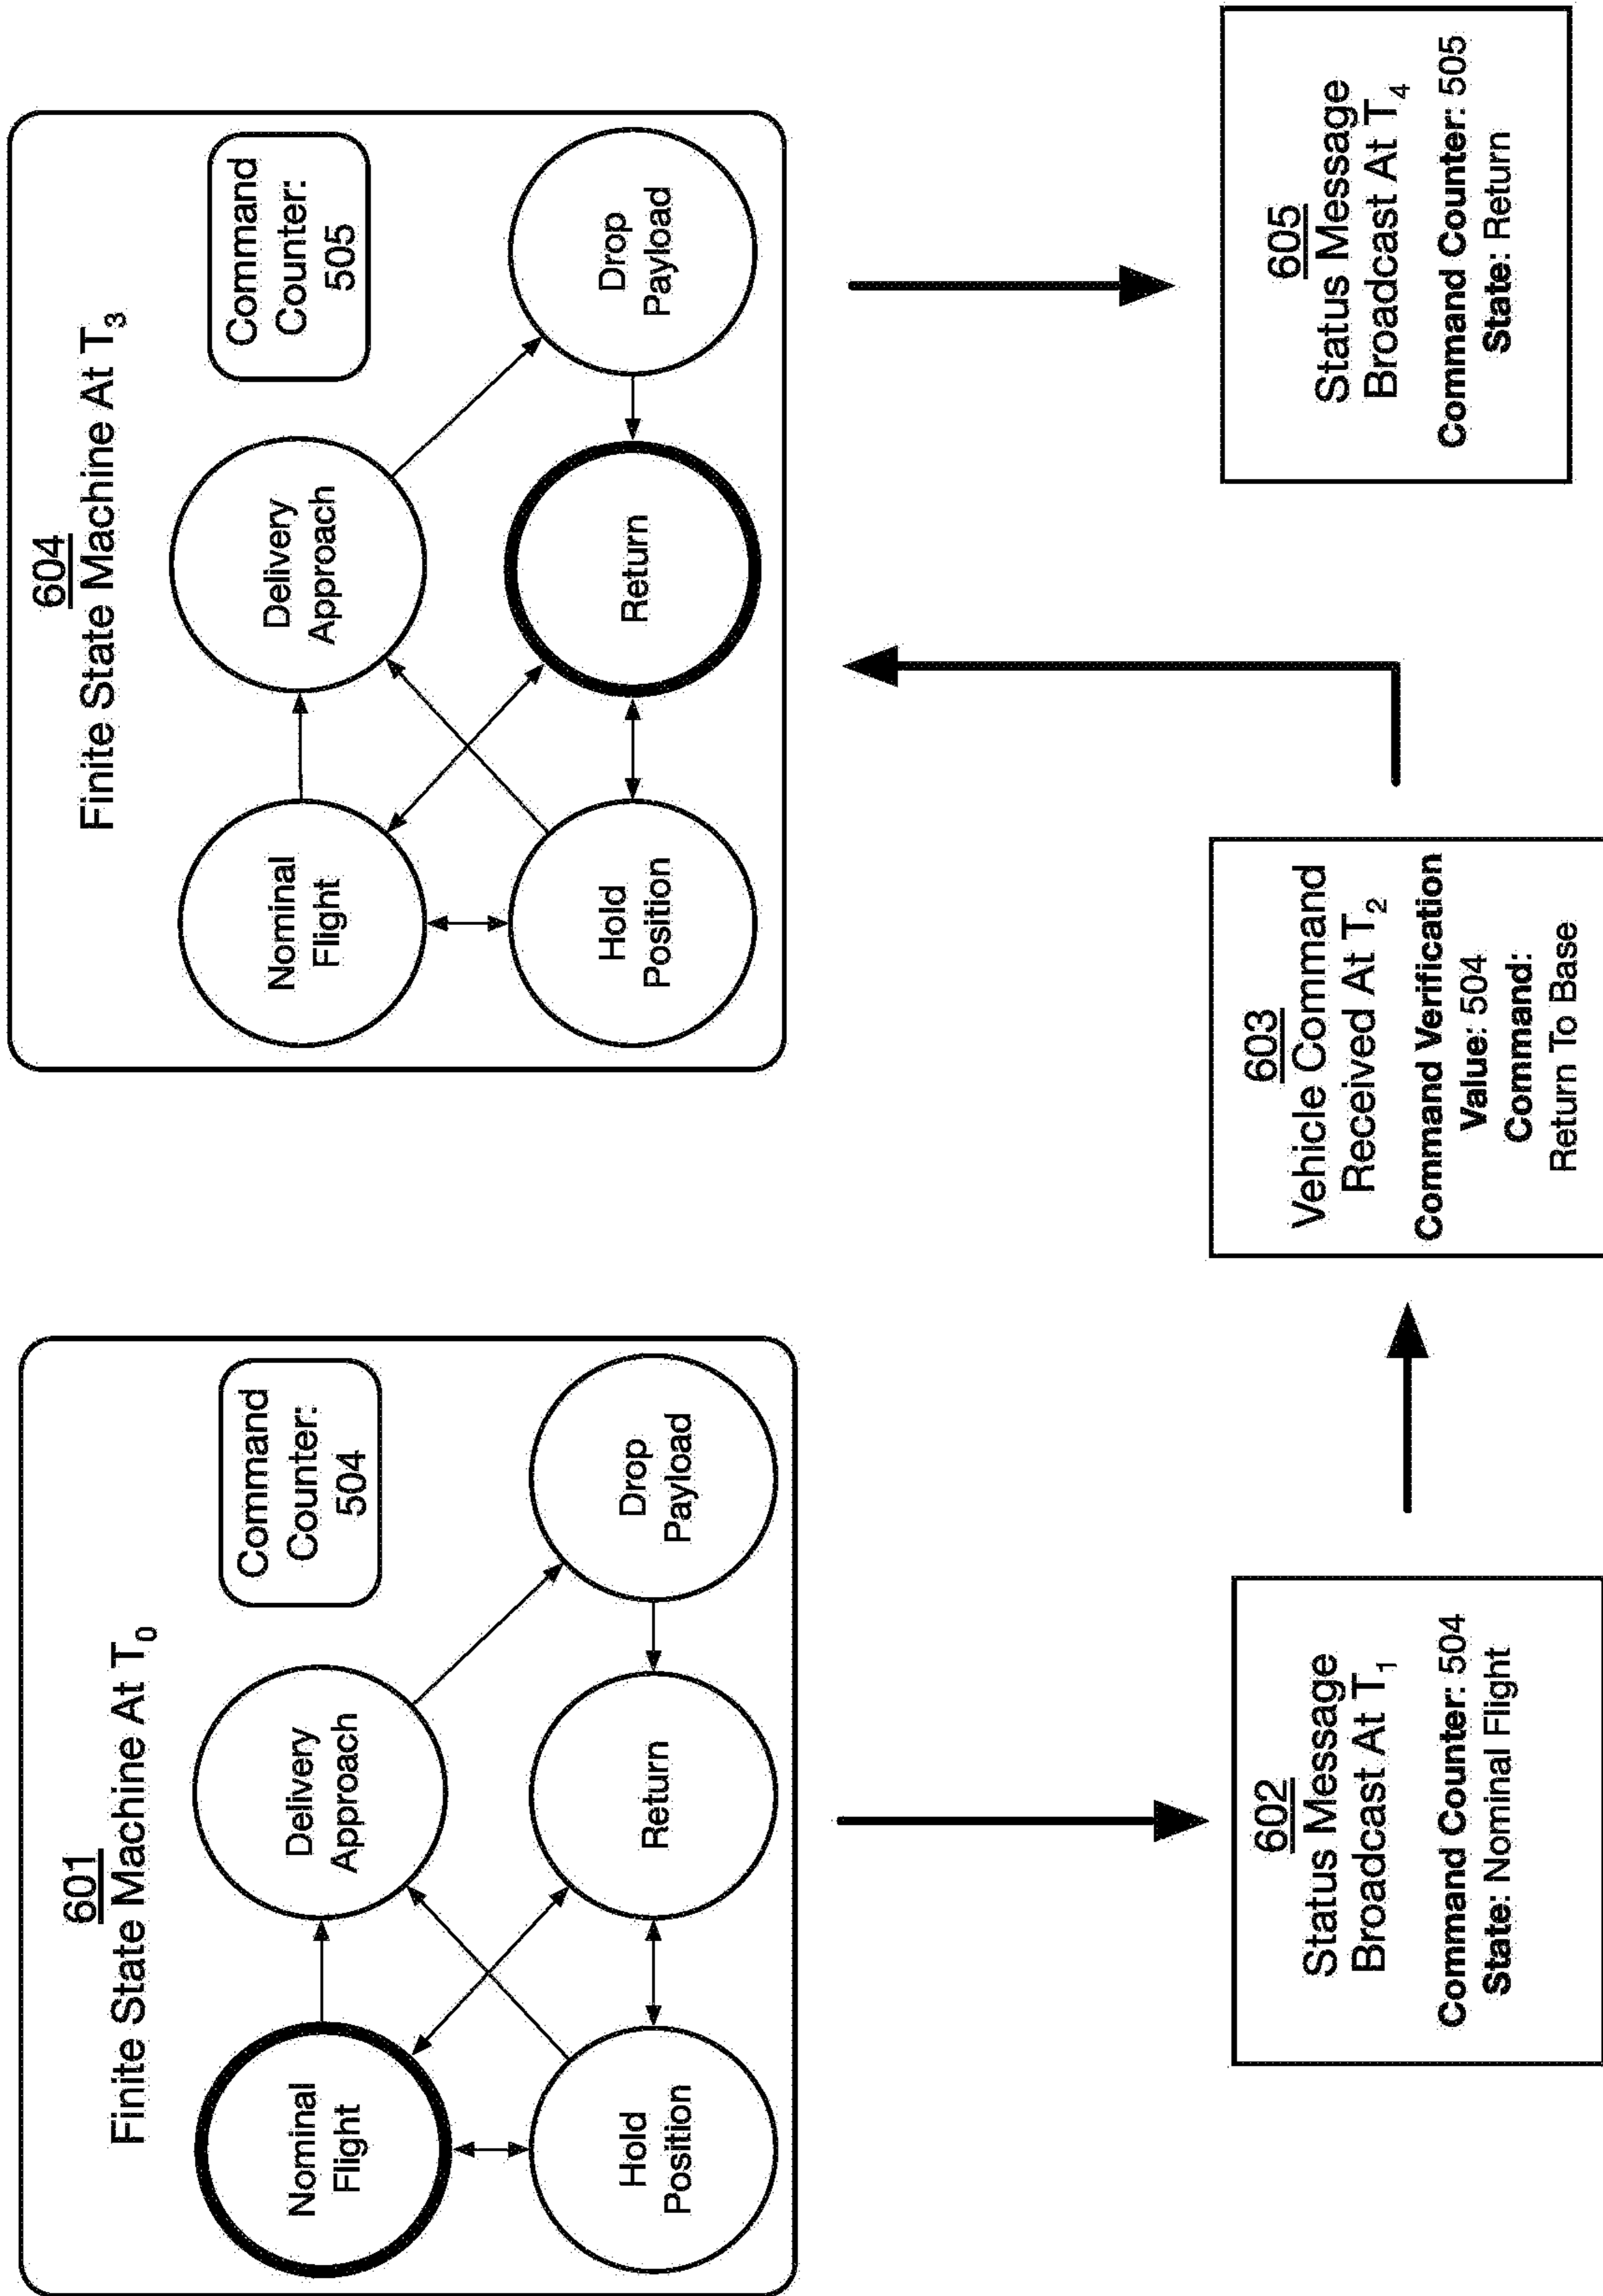 601
Finite State Machine At T0
Nominal
Flight
Delivery
Approach
Command
Counter:
504
Hold
Position
Return
Drop
Payload
602
Status Message
Broadcast At T1
Command Counter: 504
State: Nominal Flight
603
Vehicle Command
Received At T2
Command Verification
Value: 504
Command:
Return To Base
604
Finite State Machine At T3
Nominal
Flight
Delivery
Approach
Command
Counter:
505
Hold
Position
Return
Drop
Payload
605
Status Message
Broadcast At T4
Command Counter: 505
State: Return